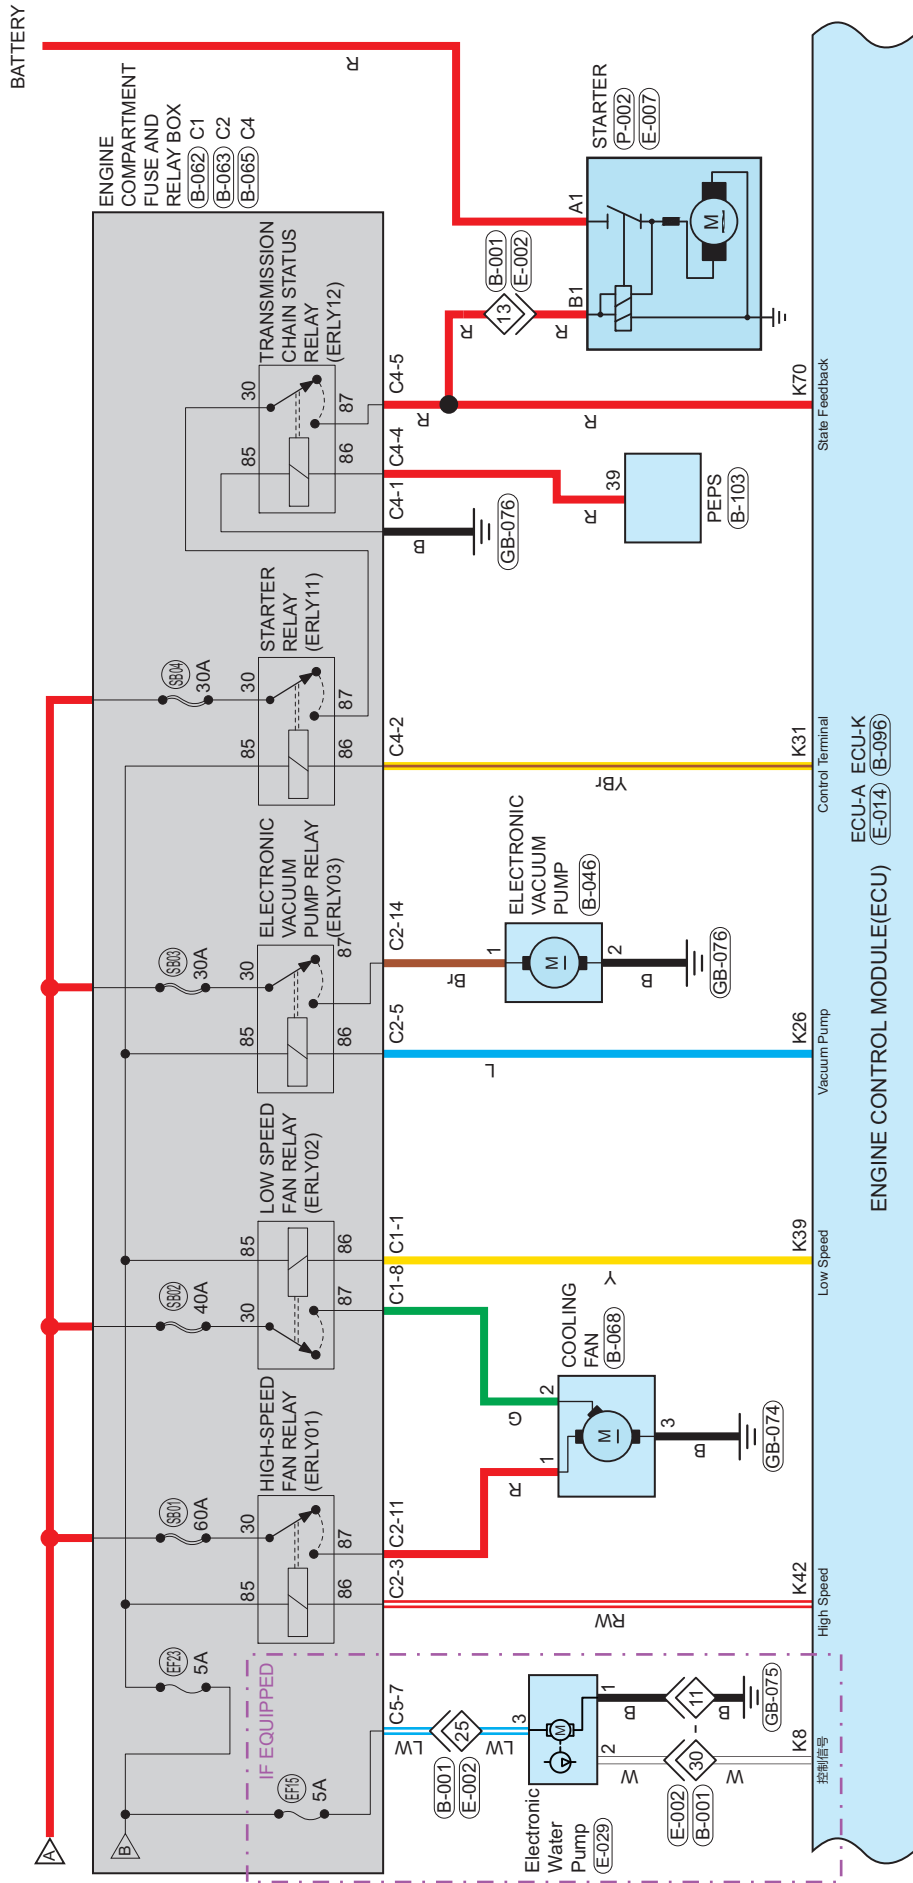 BATTERY
ENGINE
COMPARTMENT
FUSE AND
RELAY BOX
B-062 C1
B-063 C2
B-065 C4
R
A
B
IF EQUIPPED
EF15
5A
EF23
5A
SB01
60A
SB02
40A
SB03
30A
SB04
30A
HIGH-SPEED
FAN RELAY
(ERLY01)
85
30
86
87
LOW SPEED
FAN RELAY
(ERLY02)
30
85
87
86
ELECTRONIC
VACUUM
PUMP RELAY
(ERLY03)
85
30
86
87
STARTER
RELAY
(ERLY11)
85
30
86
87
TRANSMISSION
CHAIN STATUS
RELAY
(ERLY12)
85
30
86
87
C5-7
C2-3
C2-11
C1-8
C1-1
C2-5
C2-14
C4-2
C4-1
C4-4
C4-5
LW
B-001
E-002
25
LW
3
M
Electronic
Water
Pump
E-029
2
1
W
B
E-002
B-001
30
11
W
B
GB-075
K8
控制信号
RW
K42
High Speed
R
G
1
2
M
COOLING
FAN
B-068
3
B
GB-074
Y
K39
Low Speed
L
K26
Vacuum Pump
Br
1
M
ELECTRONIC
VACUUM
PUMP
B-046
2
B
GB-076
YBr
K31
Control Terminal
B
GB-076
R
39
PEPS
B-103
R
R
K70
State Feedback
R
B-001
E-002
13
R
B1
A1
M
STARTER
P-002
E-007
ENGINE CONTROL MODULE(ECU)
ECU-A ECU-K
E-014 B-096